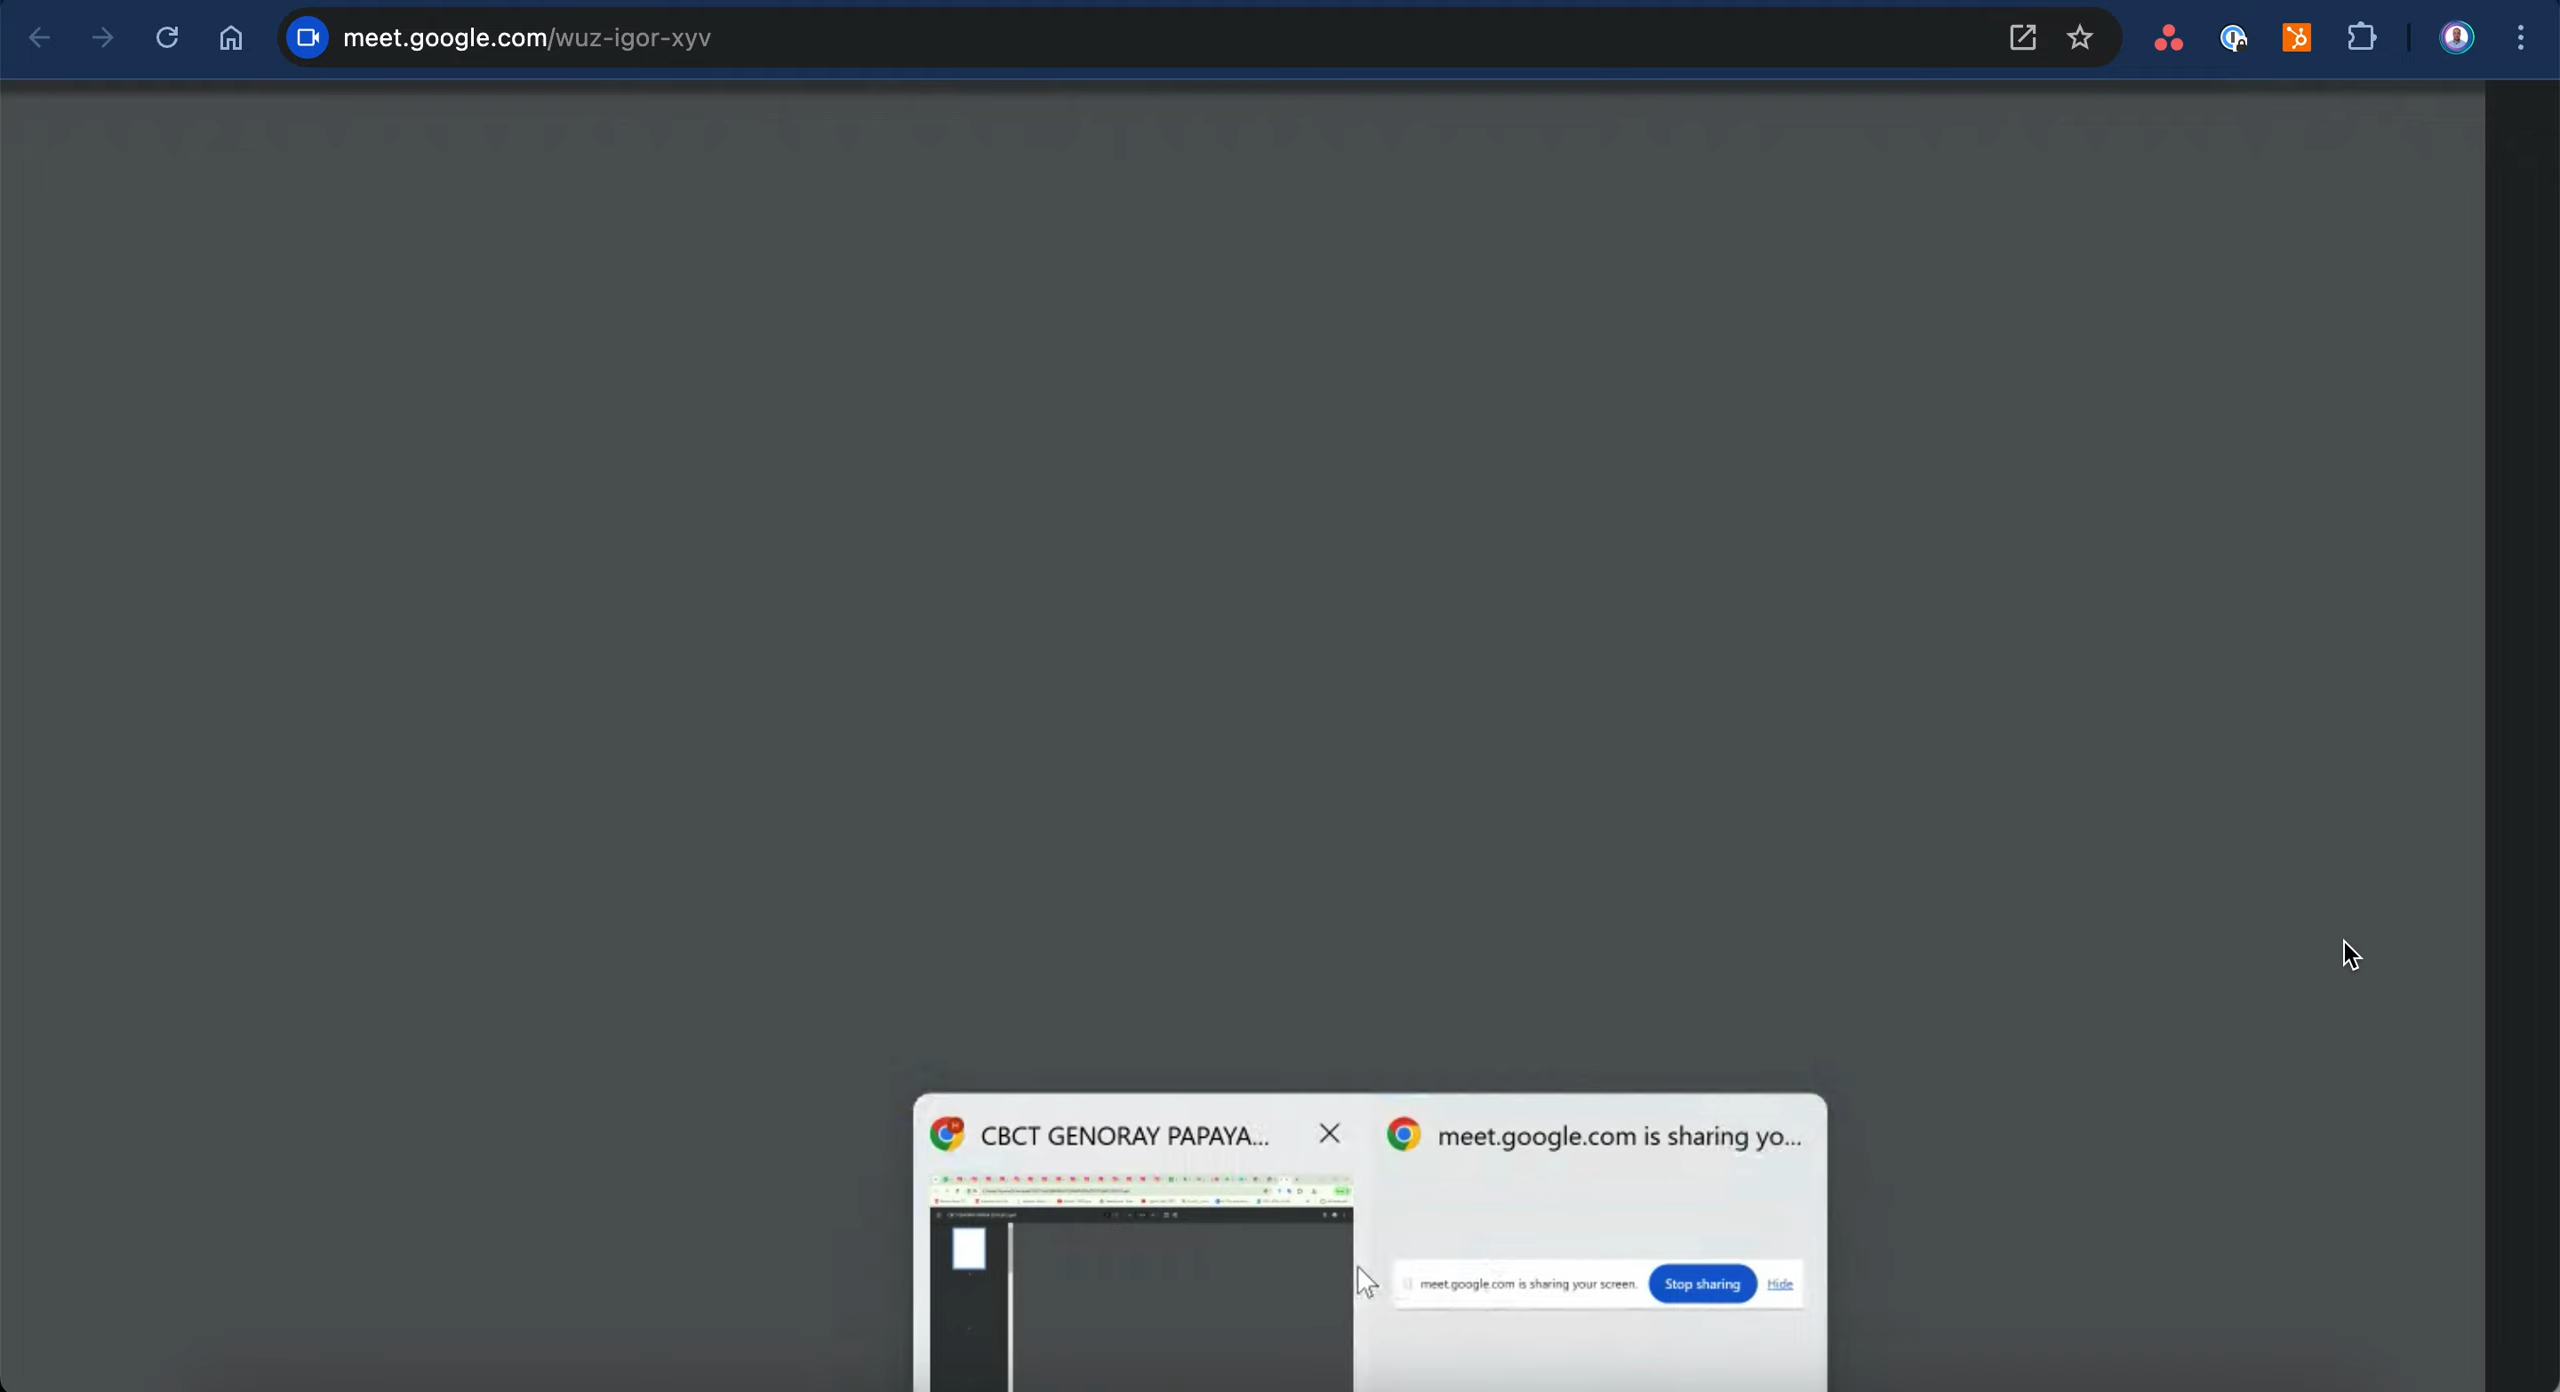 meet.google.com/wuz-igor-xyv
CBCT GENORAY PAPAYA...
meet.google.com is sharing yo...
meet.google.com is sharing your screen.
Stop sharing
Hide